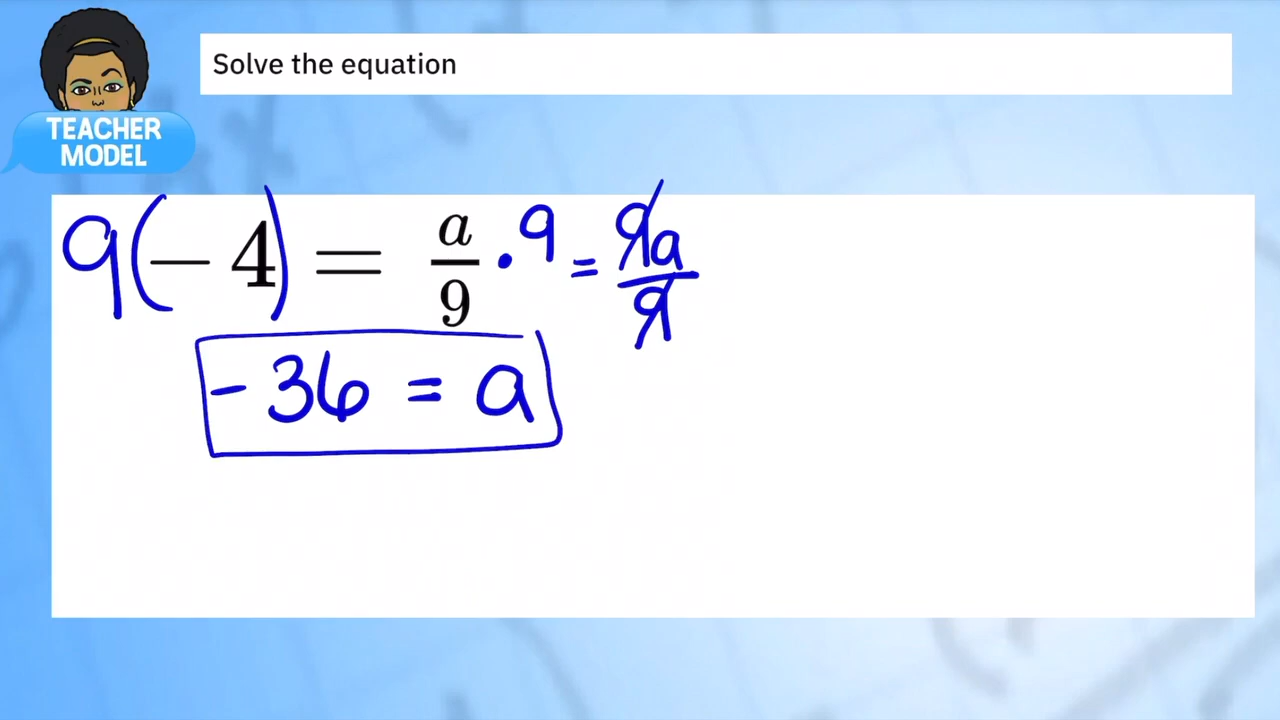 Solve the equation
TEACHER
MODEL
9(- 4) = a/9 · 9 = 9a/9
-36 = a